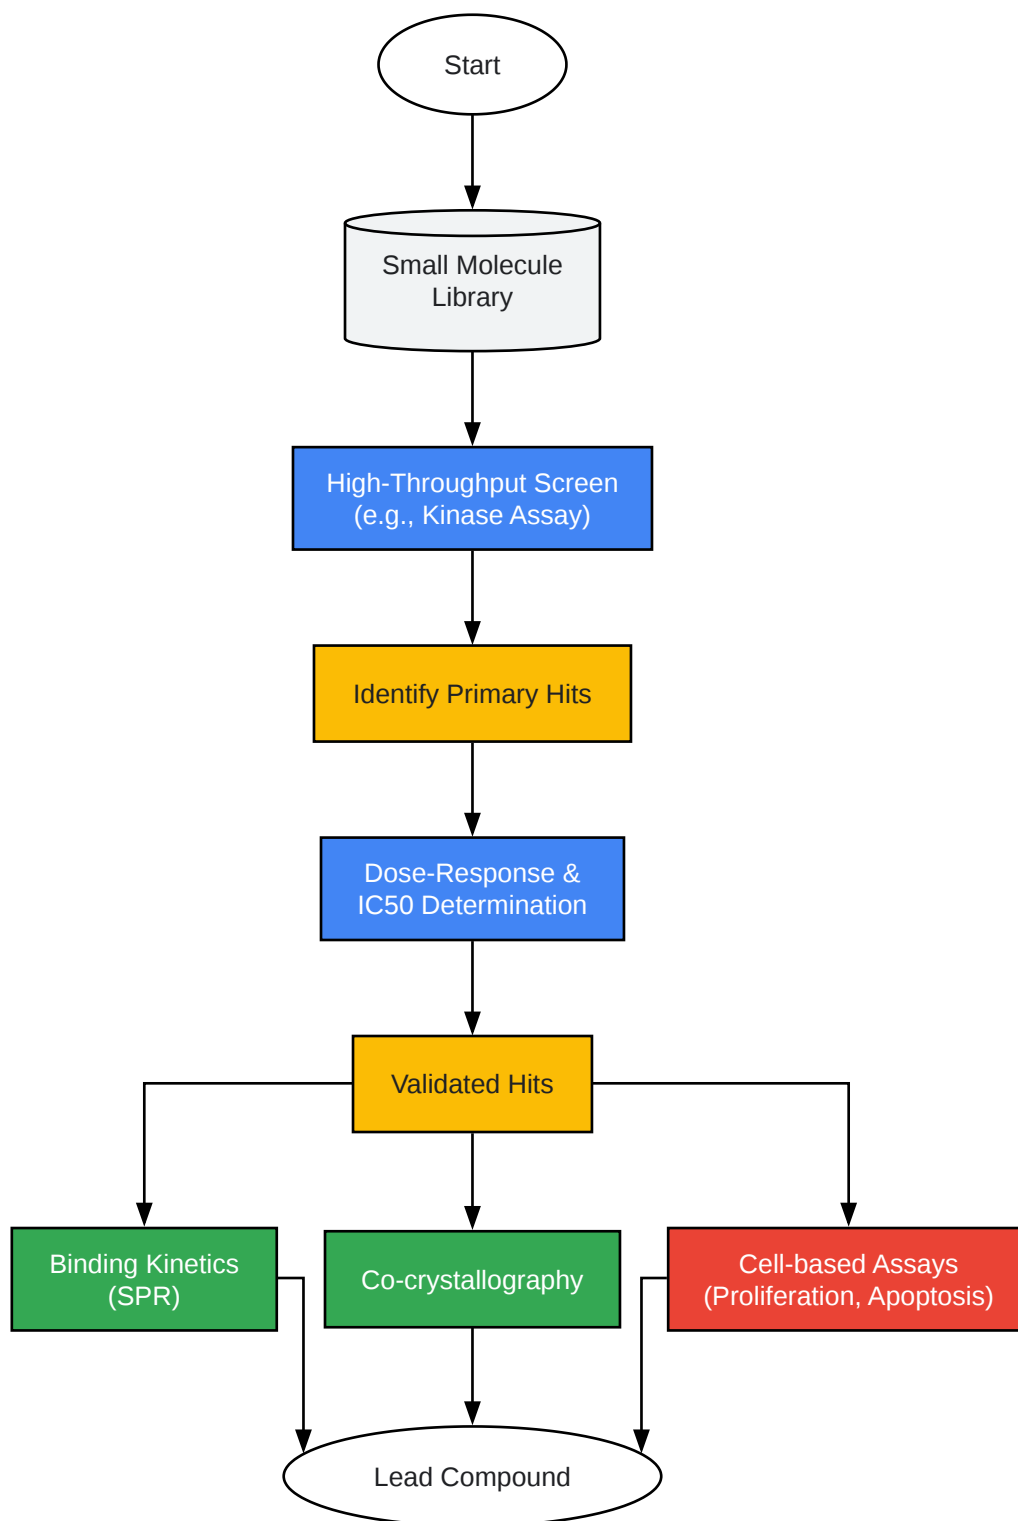 Start
Small Molecule
Library
High-Throughput Screen
(e.g., Kinase Assay)
Identify Primary Hits
Dose-Response &
IC50 Determination
Validated Hits
Binding Kinetics
(SPR)
Co-crystallography
Cell-based Assays
(Proliferation, Apoptosis)
Lead Compound